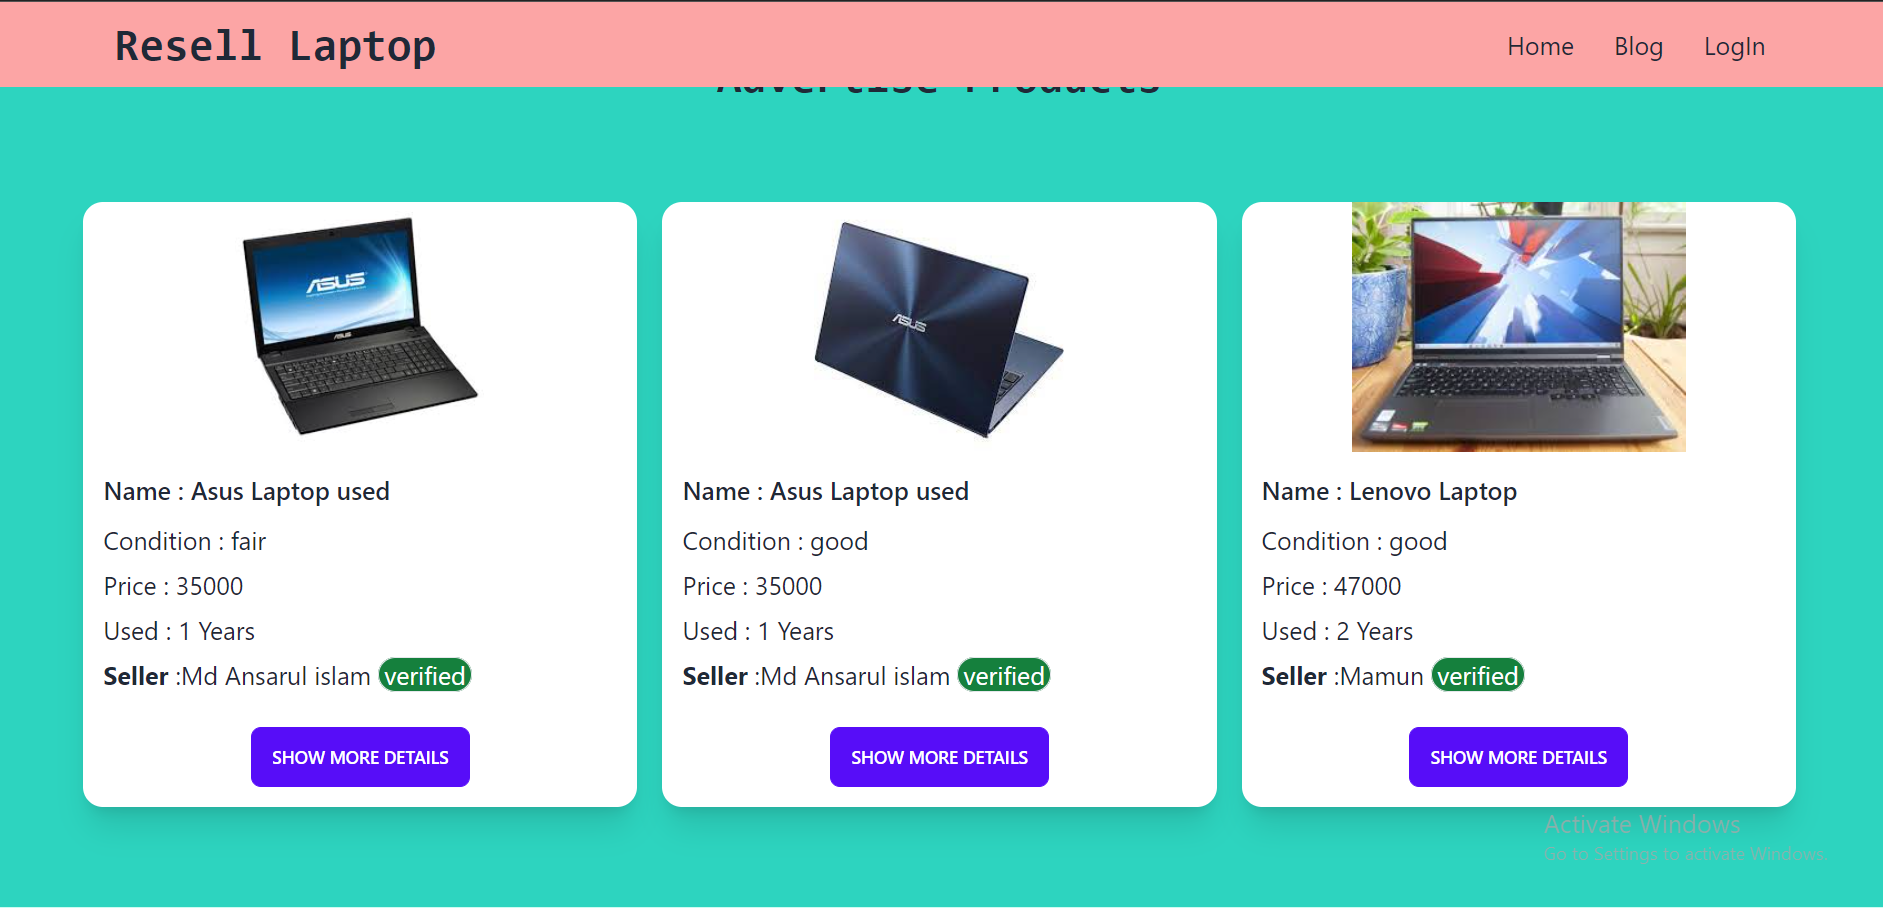 Resell Laptop
Home
Blog
LogIn
Advertise Products
ASUS
ASUS
ASUS
Name : Asus Laptop used
Condition : fair
Price : 35000
Used : 1 Years
Seller :Md Ansarul islam verified
SHOW MORE DETAILS
Name : Asus Laptop used
Condition : good
Price : 35000
Used : 1 Years
Seller :Md Ansarul islam verified
SHOW MORE DETAILS
Name : Lenovo Laptop
Condition : good
Price : 47000
Used : 2 Years
Seller :Mamun verified
SHOW MORE DETAILS
Activate Windows
Go to Settings to activate Windows.